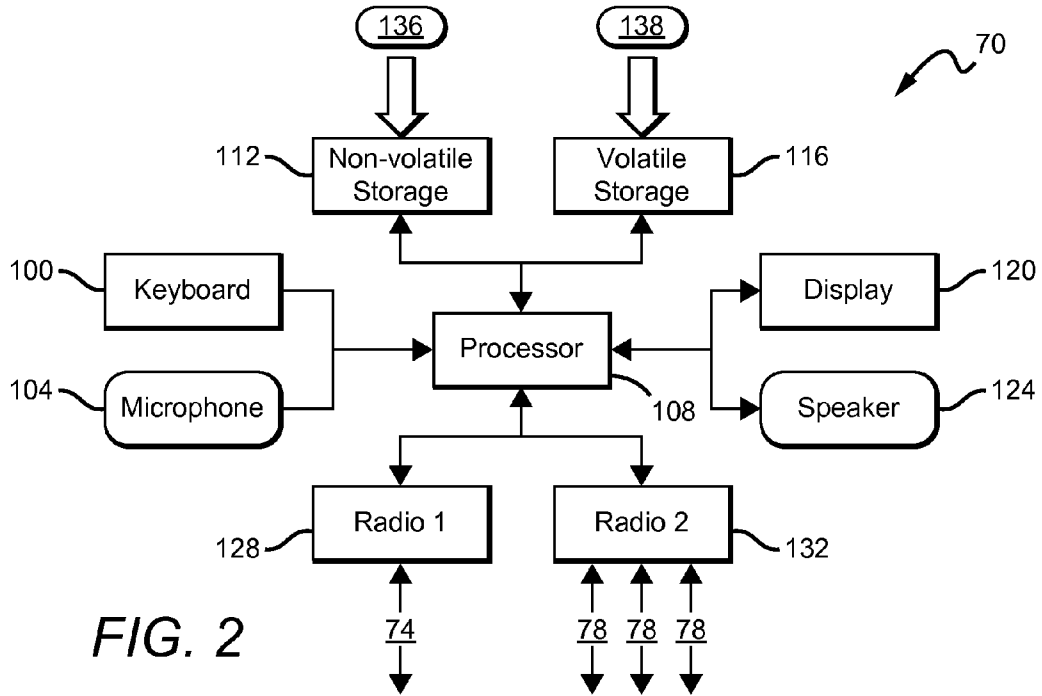 136
138
70
112
Non-volatile
Storage
Volatile
Storage
116
100
Keyboard
Display
120
Processor
104
Microphone
108
Speaker
124
128
Radio 1
Radio 2
132
74
78 78 78
FIG. 2